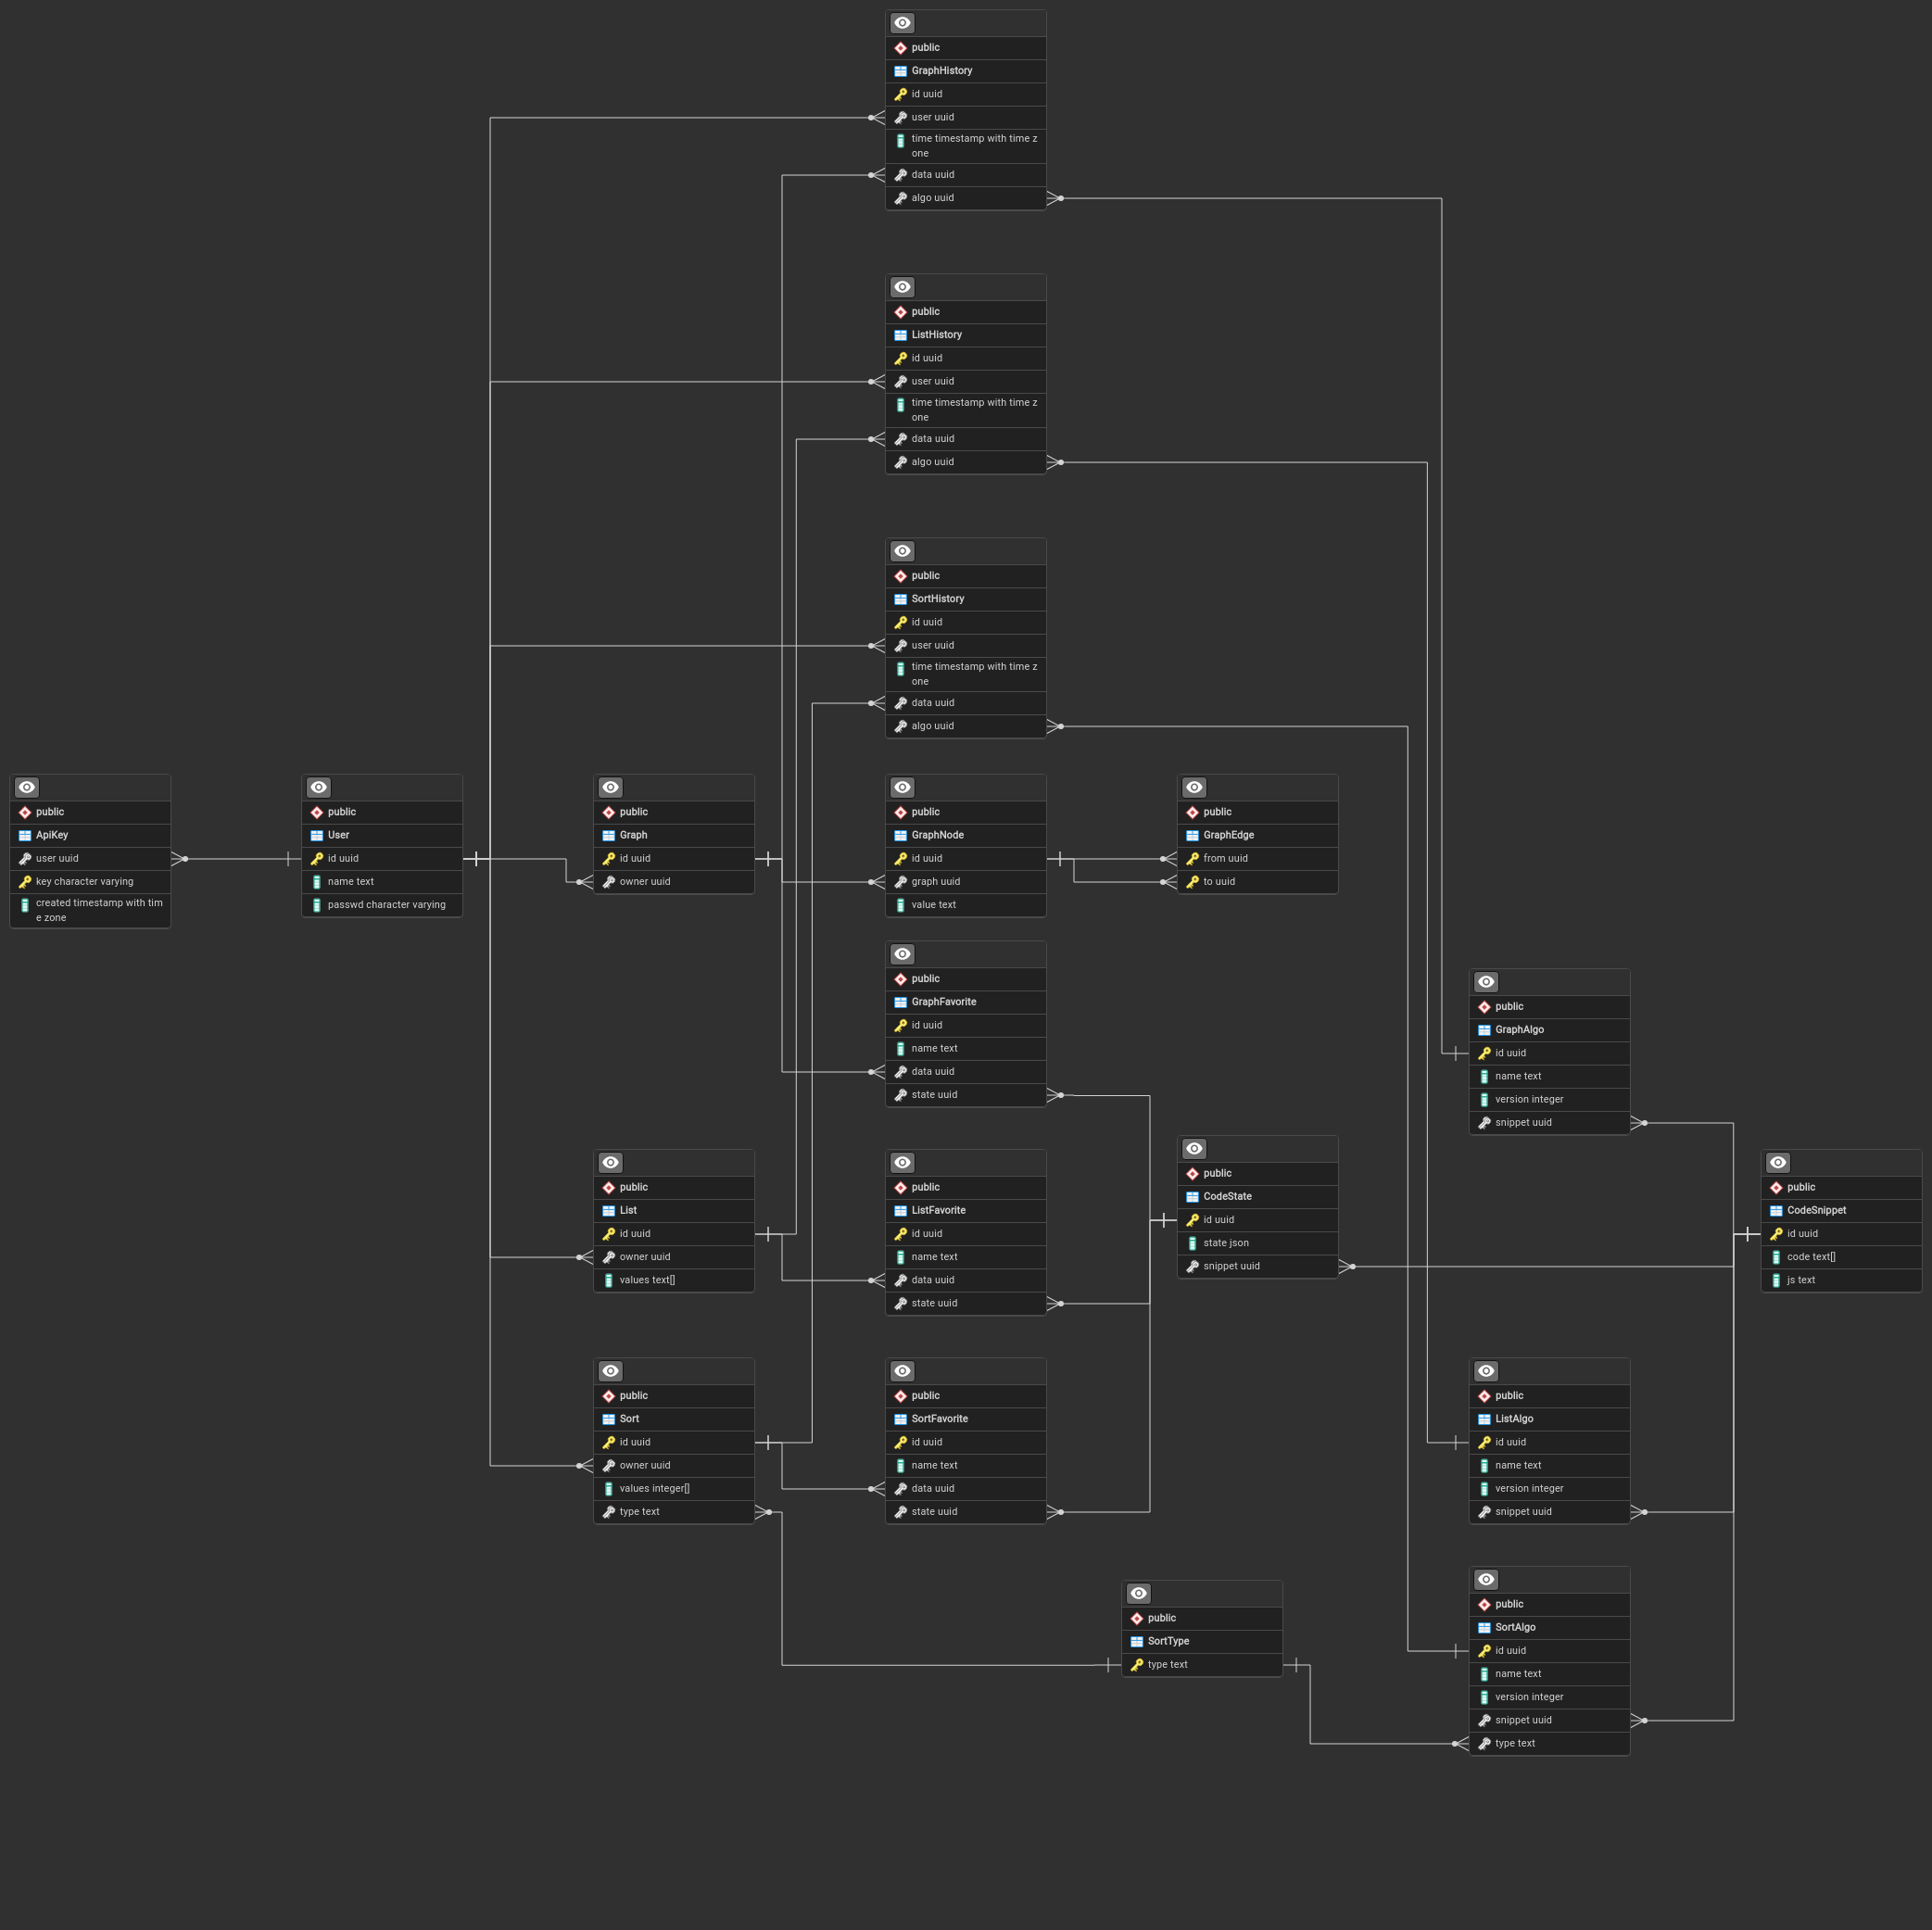 public
GraphHistory
id uuid
user uuid
time timestamp with time z
one
data uuid
algo uuid
public
ListHistory
id uuid
user uuid
time timestamp with time z
one
data uuid
algo uuid
public
SortHistory
id uuid
user uuid
time timestamp with time z
one
data uuid
algo uuid
public
ApiKey
user uuid
key character varying
created timestamp with tim
e zone
public
User
id uuid
name text
passwd character varying
public
Graph
id uuid
owner uuid
public
GraphNode
id uuid
graph uuid
value text
public
GraphEdge
from uuid
to uuid
public
GraphFavorite
id uuid
name text
data uuid
state uuid
public
GraphAlgo
id uuid
name text
version integer
snippet uuid
public
List
id uuid
owner uuid
values text[]
public
ListFavorite
id uuid
name text
data uuid
state uuid
public
CodeState
id uuid
state json
snippet uuid
public
CodeSnippet
id uuid
code text[]
js text
public
Sort
id uuid
owner uuid
values integer[]
type text
public
SortFavorite
id uuid
name text
data uuid
state uuid
public
ListAlgo
id uuid
name text
version integer
snippet uuid
public
SortType
type text
public
SortAlgo
id uuid
name text
version integer
snippet uuid
type text